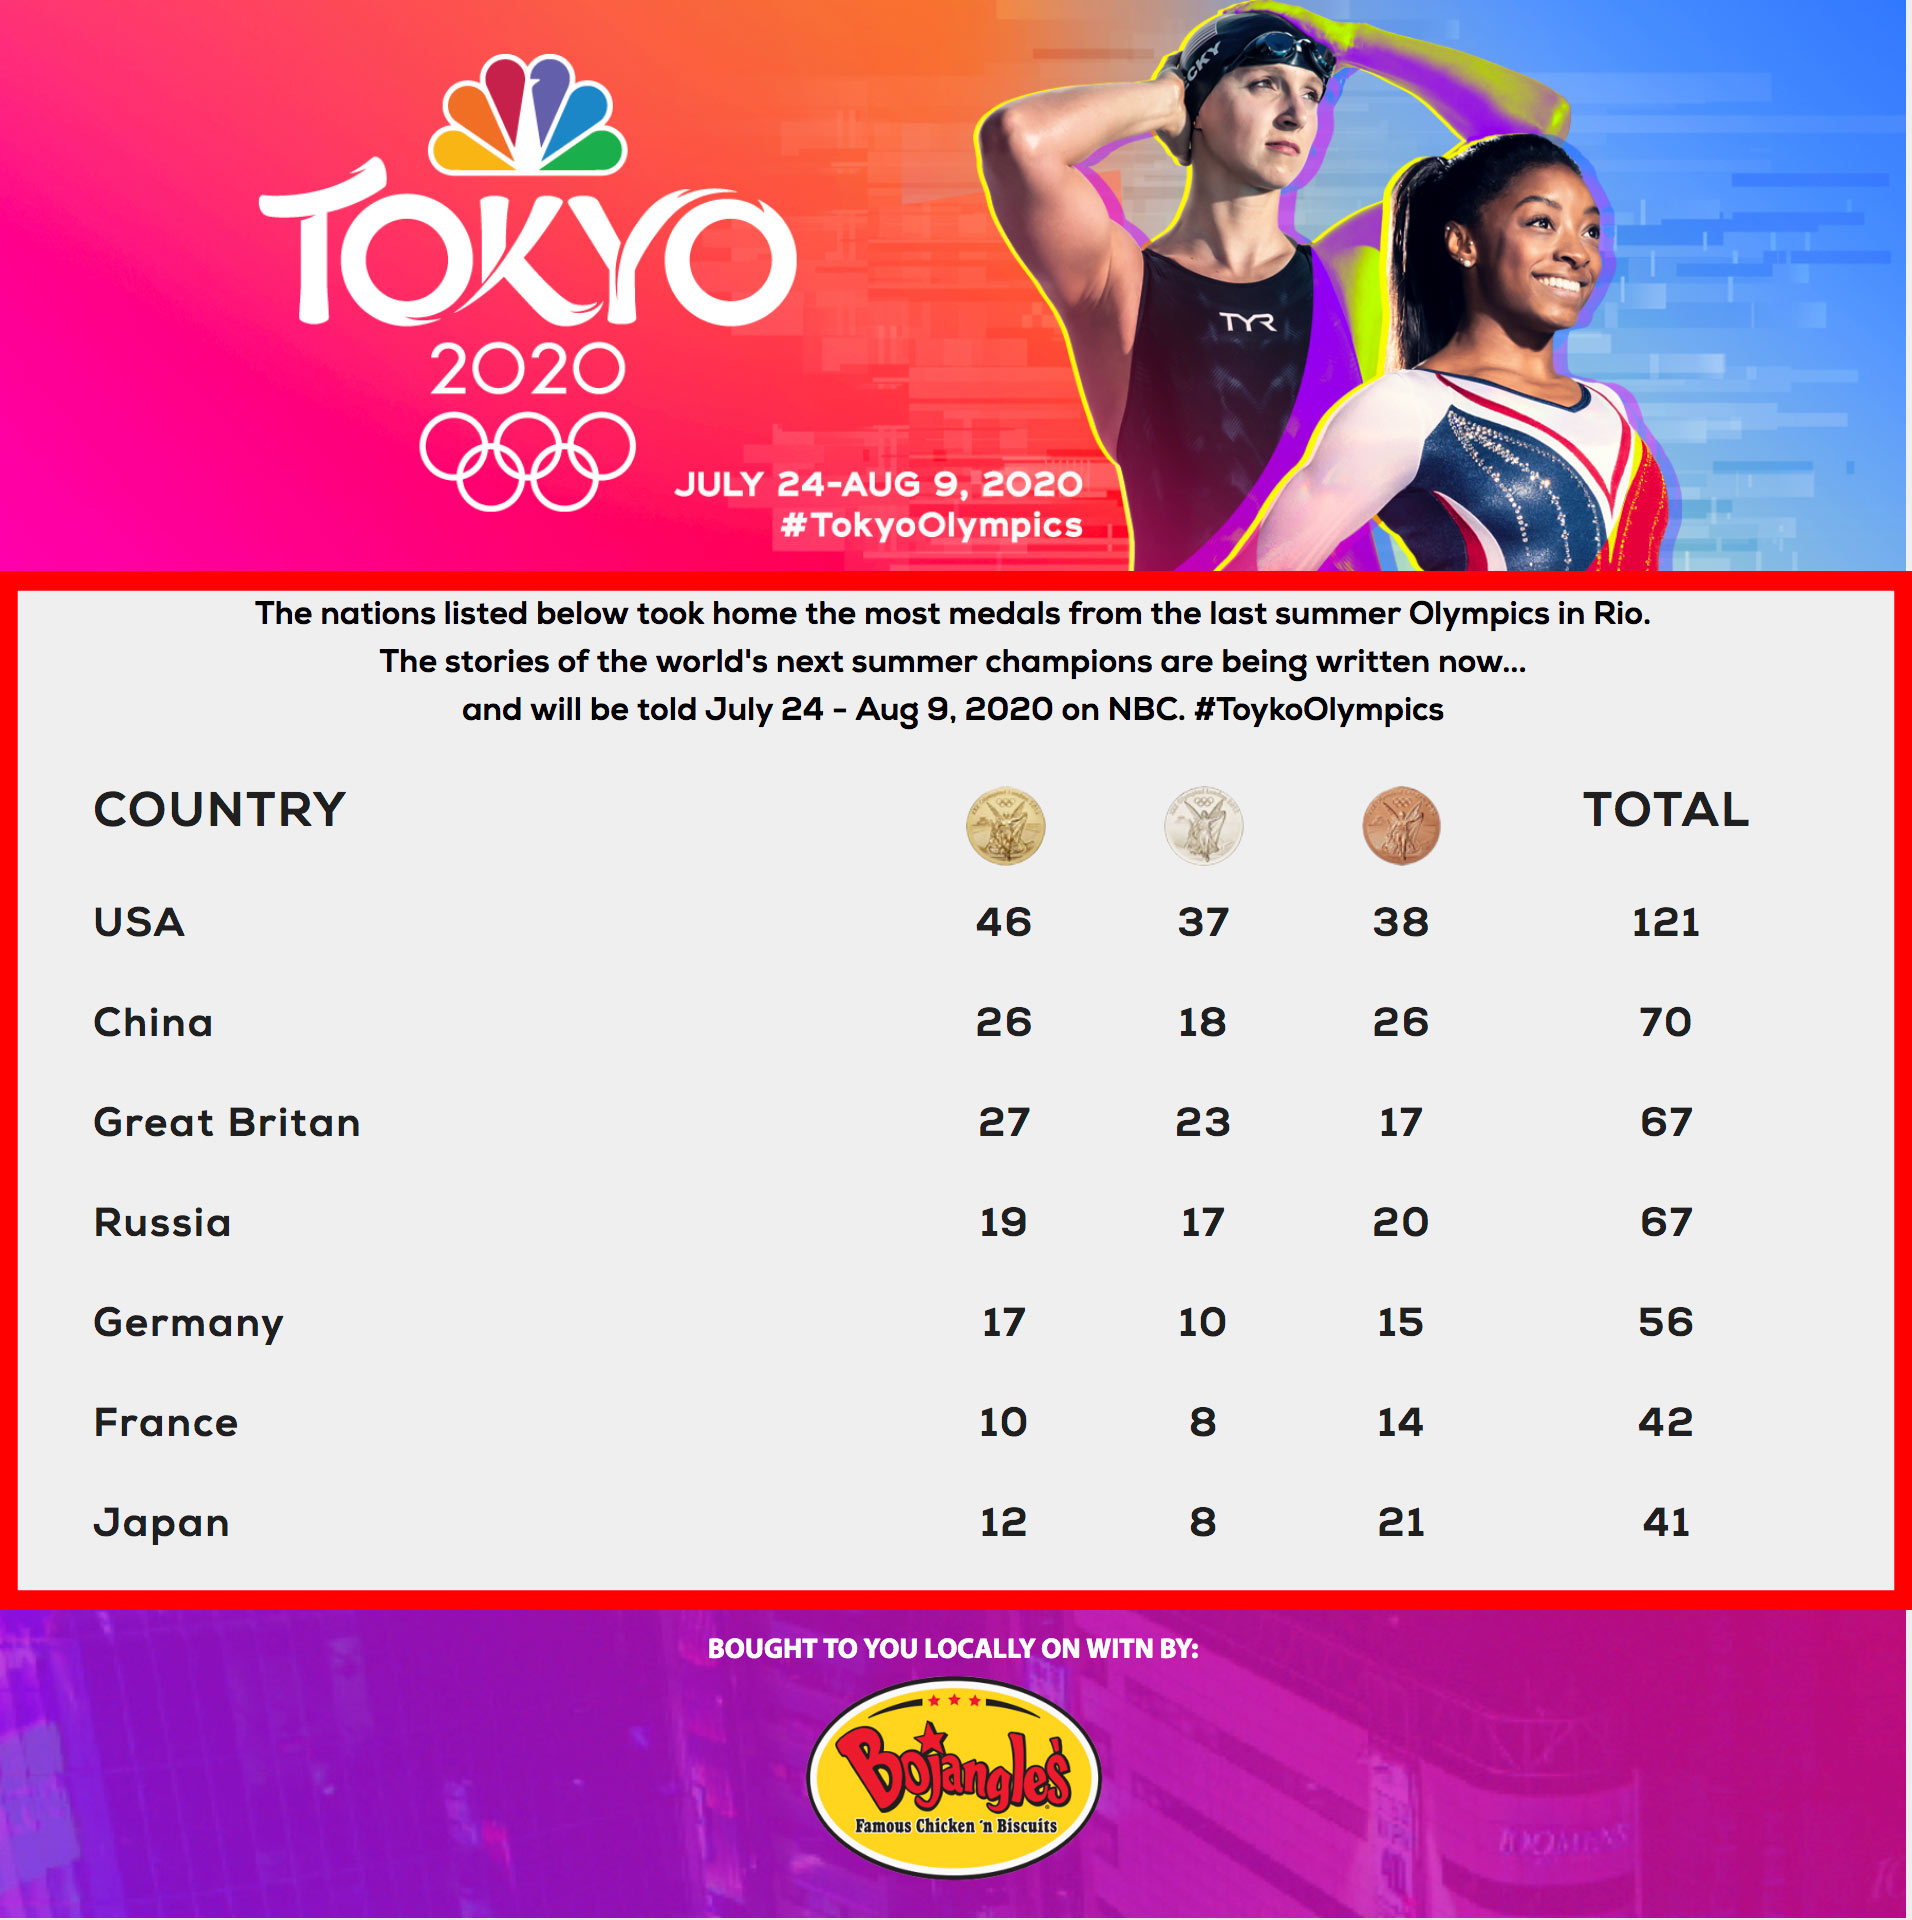 CKY
TOKYO
2020
TYR
JULY 24-AUG 9, 2020
#TokyoOlympics
The nations listed below took home the most medals from the last summer Olympics in Rio.
The stories of the world's next summer champions are being written now...
and will be told July 24 - Aug 9, 2020 on NBC. #ToykoOlympics
COUNTRY TOTAL
USA 46 37 38 121
China 26 18 26 70
Great Britan 27 23 17 67
Russia 19 17 20 67
Germany 17 10 15 56
France 10 8 14 42
Japan 12 8 21 41
BOUGHT TO YOU LOCALLY ON WITN BY:
Bojangles'
Famous Chicken 'n Biscuits